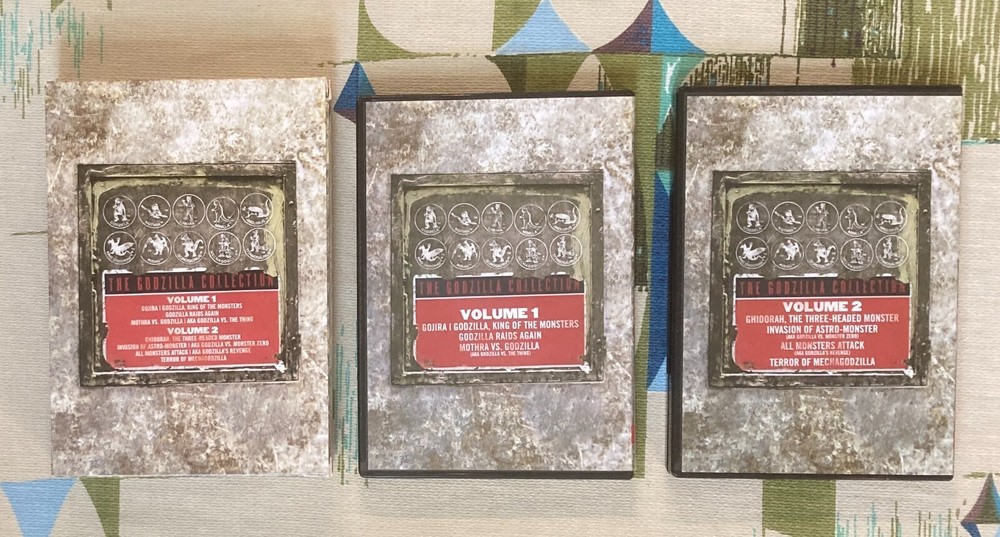 THE GODZILLA COLLECTION
VOLUME 1
GOJIRA | GODZILLA, KING OF THE MONSTERS
GODZILLA RAIDS AGAIN
MOTHRA VS. GODZILLA | AKA GODZILLA VS. THE THING
VOLUME 2
GHIDORAH, THE THREE-HEADED MONSTER
INVASION OF ASTRO-MONSTER | AKA GODZILLA VS. MONSTER ZERO
ALL MONSTERS ATTACK | AKA GODZILLA'S REVENGE
TERROR OF MECHAGODZILLA
THE GODZILLA COLLECTION
VOLUME 1
GOJIRA | GODZILLA, KING OF THE MONSTERS
GODZILLA RAIDS AGAIN
MOTHRA VS. GODZILLA
(AKA GODZILLA VS. THE THING)
THE GODZILLA COLLECTION
VOLUME 2
GHIDORAH, THE THREE-HEADED MONSTER
INVASION OF ASTRO-MONSTER
(AKA GODZILLA VS. MONSTER ZERO)
ALL MONSTERS ATTACK
(AKA GODZILLA'S REVENGE)
TERROR OF MECHAGODZILLA